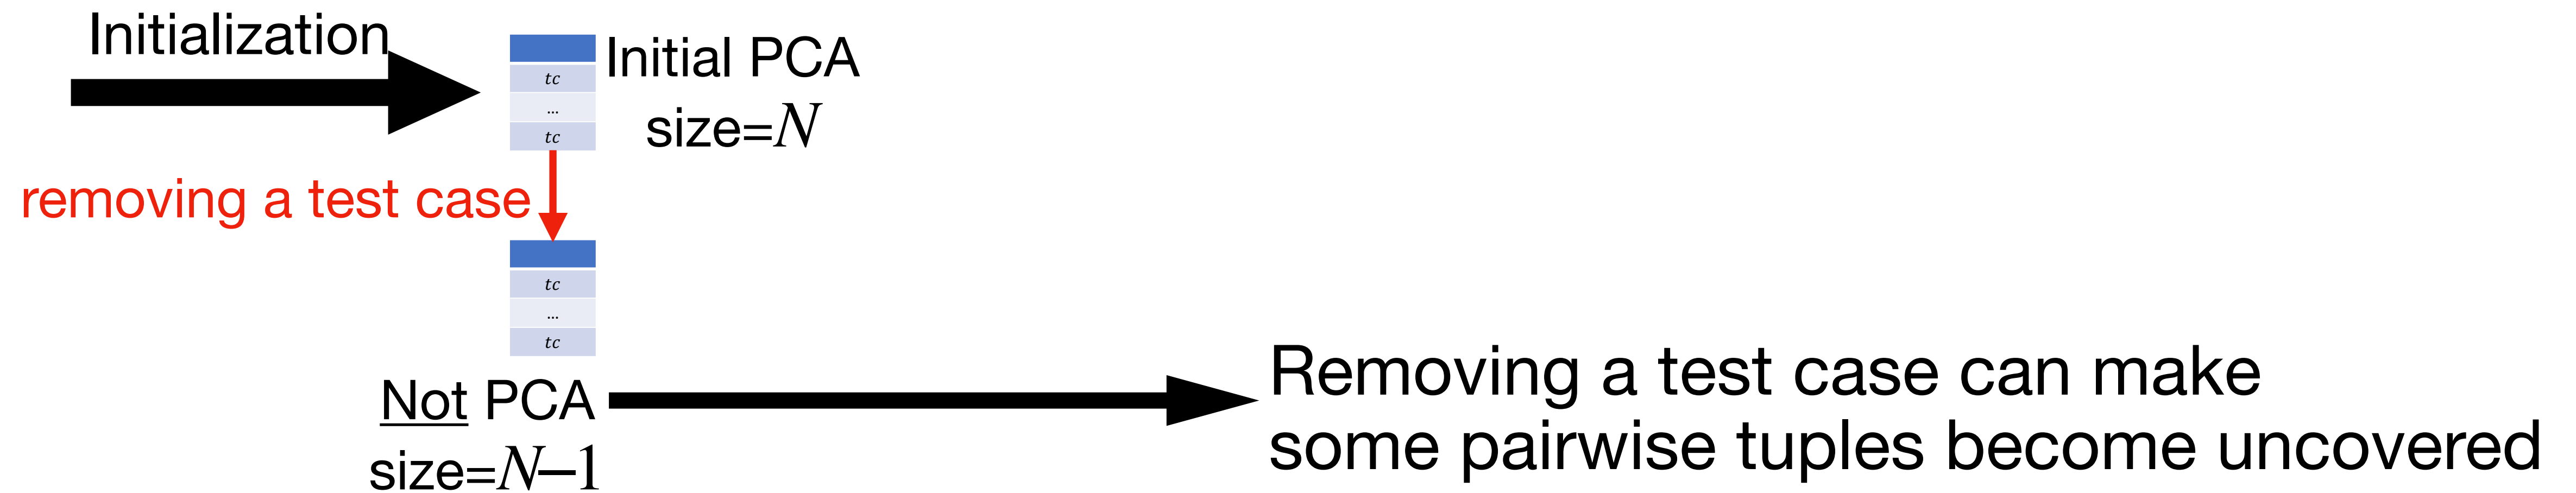 Initialization
Initial PCA
size=N
tc
...
tc
removing a test case
tc
...
tc
Not PCA
size=N−1
Removing a test case can make
some pairwise tuples become uncovered